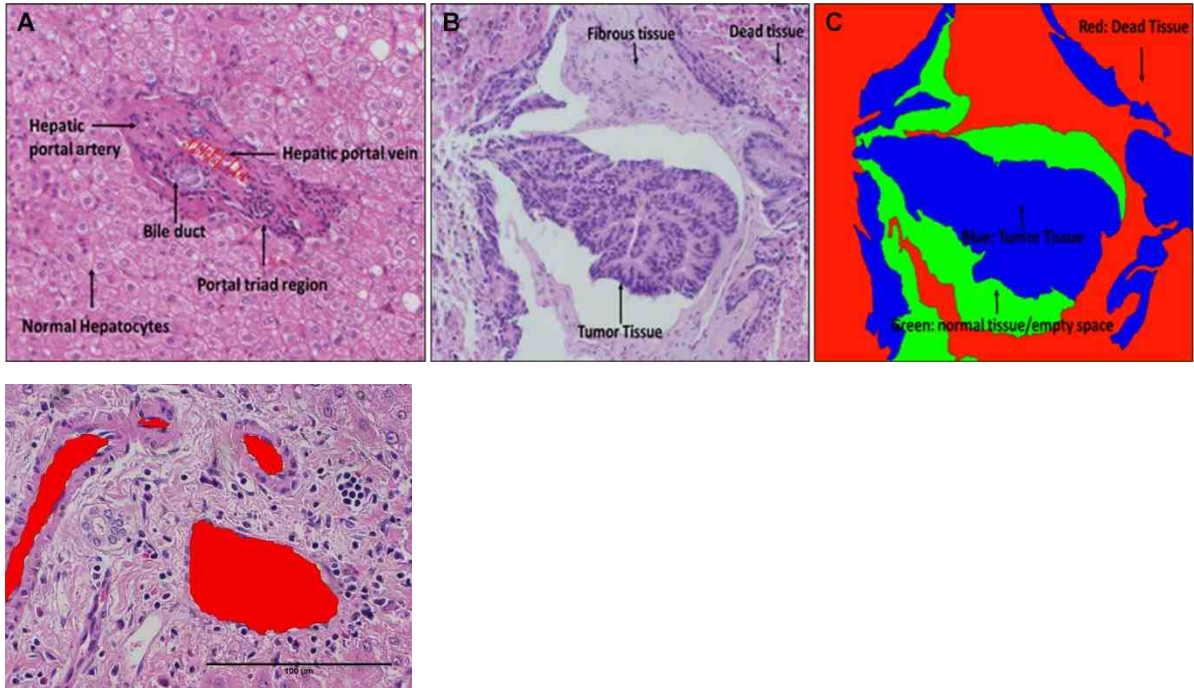 A
Hepatic
portal artery
Hepatic portal vein
Bile duct
Portal triad region
Normal Hepatocytes
B
Fibrous tissue
Dead tissue
Tumor Tissue
C
Red: Dead Tissue
Blue: Tumor Tissue
Green: normal tissue/empty space
100 µm